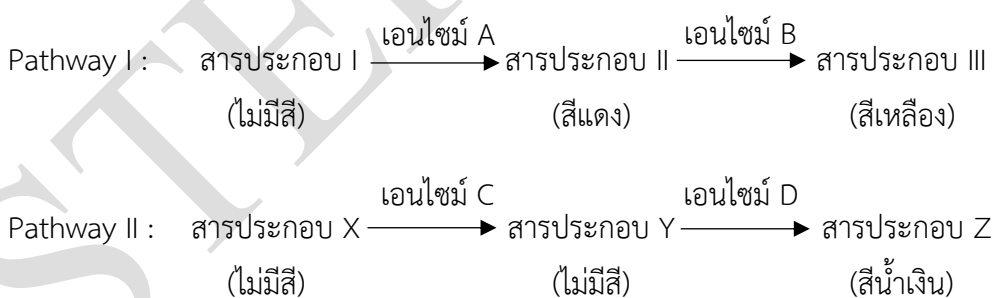 เอนไซม์ A เอนไซม์ B
Pathway I : สารประกอบ I สารประกอบ II สารประกอบ III
(ไม่มีสี) (สีแดง) (สีเหลือง)
เอนไซม์ C เอนไซม์ D
Pathway II : สารประกอบ X สารประกอบ Y สารประกอบ Z
(ไม่มีสี) (ไม่มีสี) (สีน้ำเงิน)